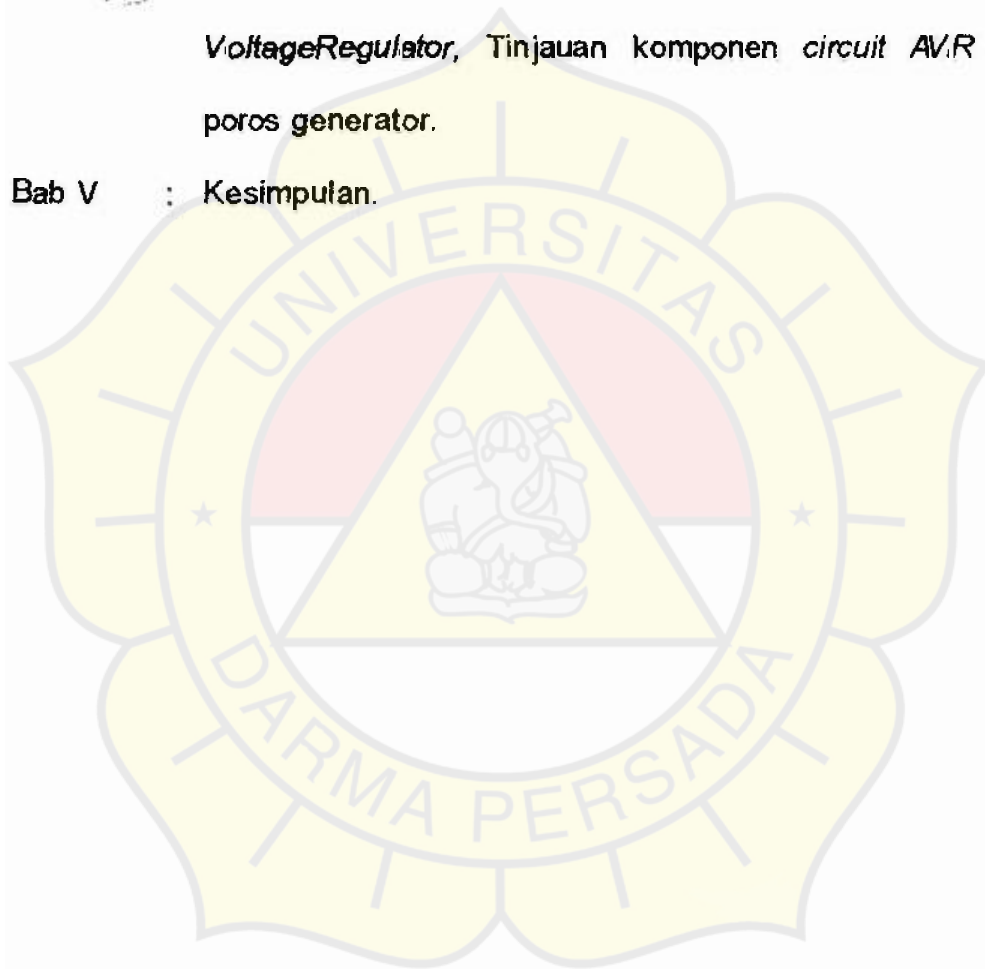 VoltageRegulator, Tinjauan komponen circuit AVR
poros generator.
Bab V : Kesimpulan.
UNIVERSITAS
DARMA PERSADA